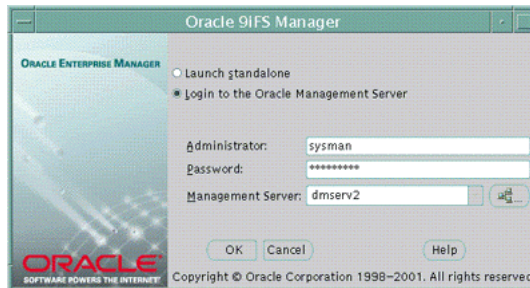 Oracle 9iFS Manager
ORACLE ENTERPRISE MANAGER
Launch standalone
Login to the Oracle Management Server
Administrator: sysman
Password: *********
Management Server: dmserv2
OK Cancel Help
ORACLE
SOFTWARE POWERS THE INTERNET
Copyright © Oracle Corporation 1998–2001. All rights reserved